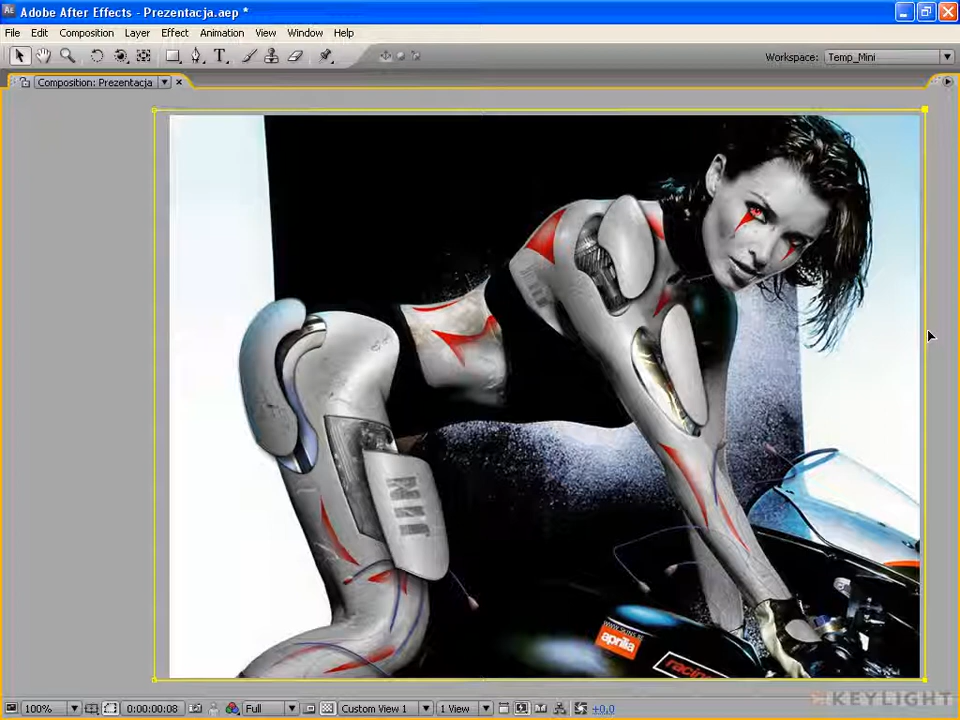 Adobe After Effects - Prezentacja.aep *
File Edit Composition Layer Effect Animation View Window Help
Workspace: Temp_Mini
Composition: Prezentacja
aprilia
racing
100% 0:00:00:08 Full Custom View 1 1 View +0,0
KEYLIGHT